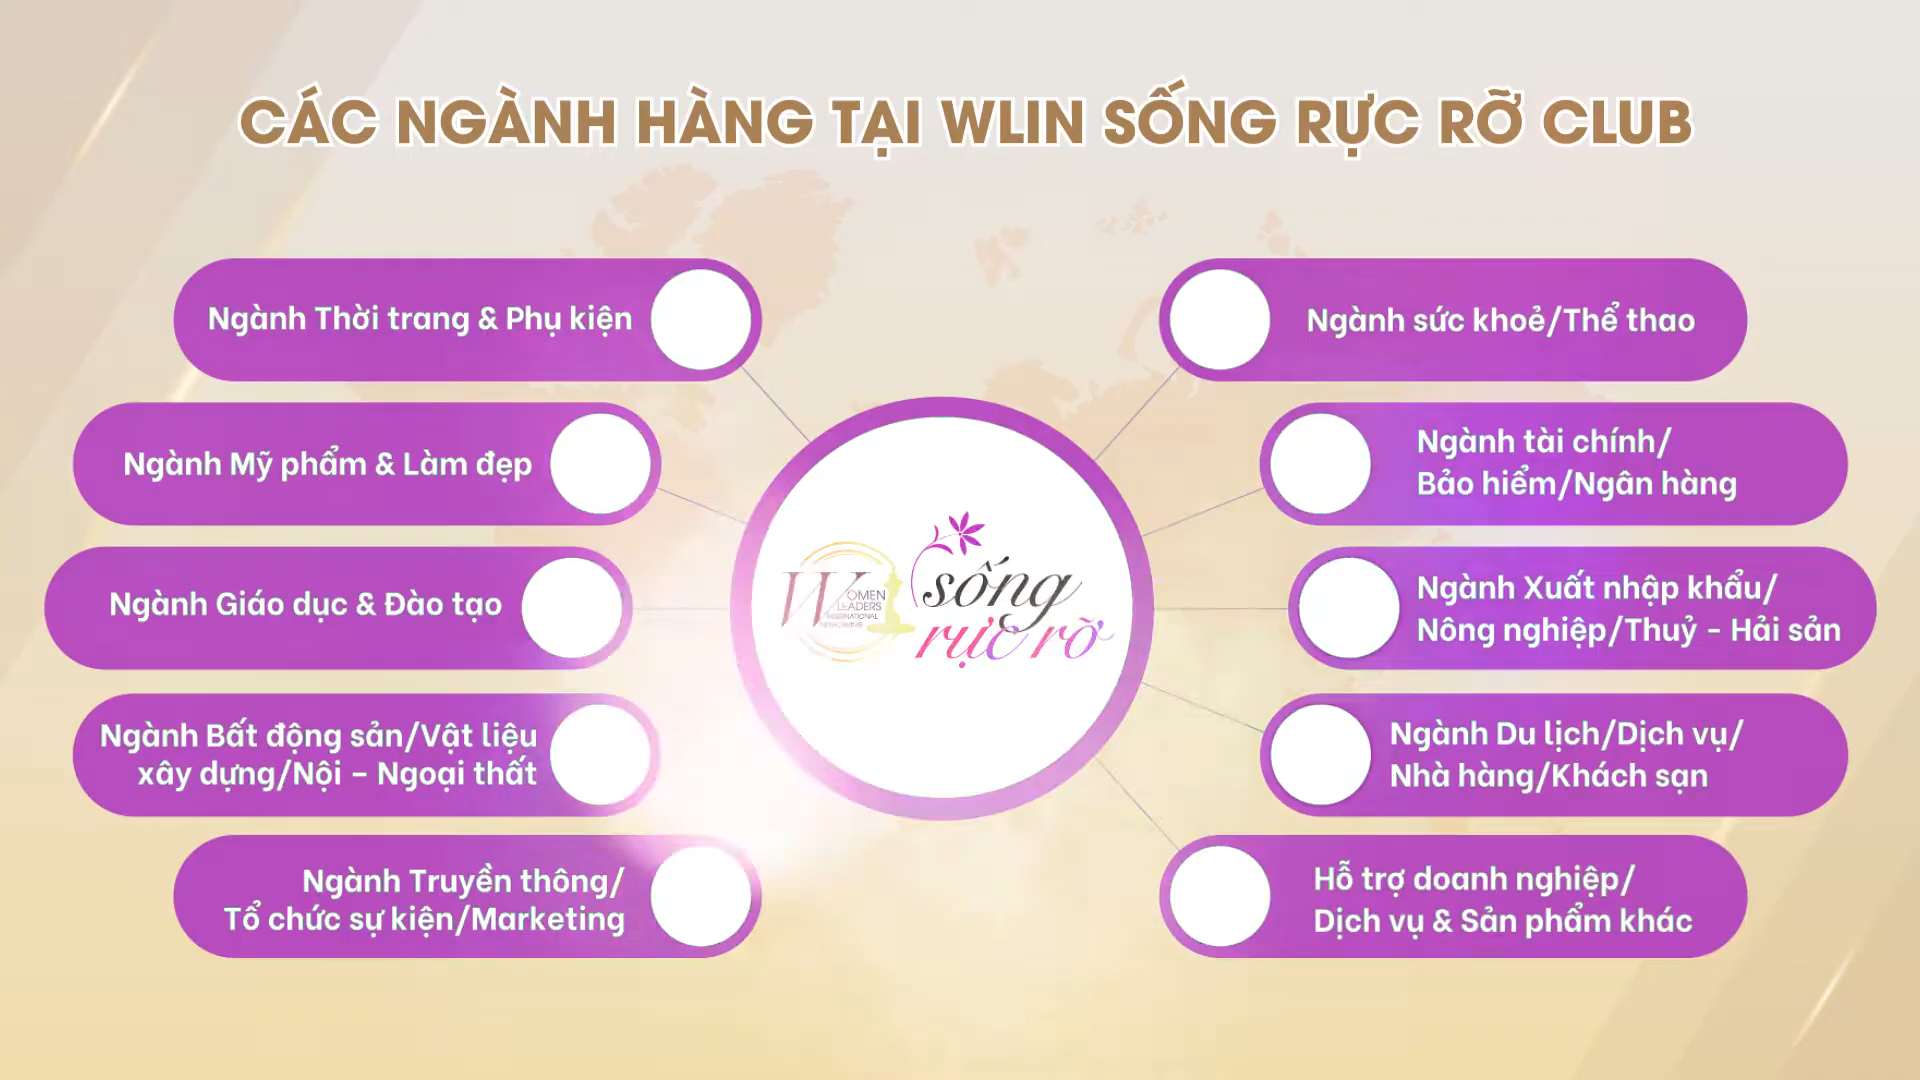 CÁC NGÀNH HÀNG TẠI WLIN SỐNG RỰC RỠ CLUB
Ngành Thời trang & Phụ kiện
Ngành Mỹ phẩm & Làm đẹp
Ngành Giáo dục & Đào tạo
Ngành Bất động sản/Vật liệu
xây dựng/Nội – Ngoại thất
Ngành Truyền thông/
Tổ chức sự kiện/Marketing
WOMEN
LEADERS
INTERNATIONAL
sống
rực rỡ
Ngành sức khoẻ/Thể thao
Ngành tài chính/
Bảo hiểm/Ngân hàng
Ngành Xuất nhập khẩu/
Nông nghiệp/Thuỷ - Hải sản
Ngành Du lịch/Dịch vụ/
Nhà hàng/Khách sạn
Hỗ trợ doanh nghiệp/
Dịch vụ & Sản phẩm khác